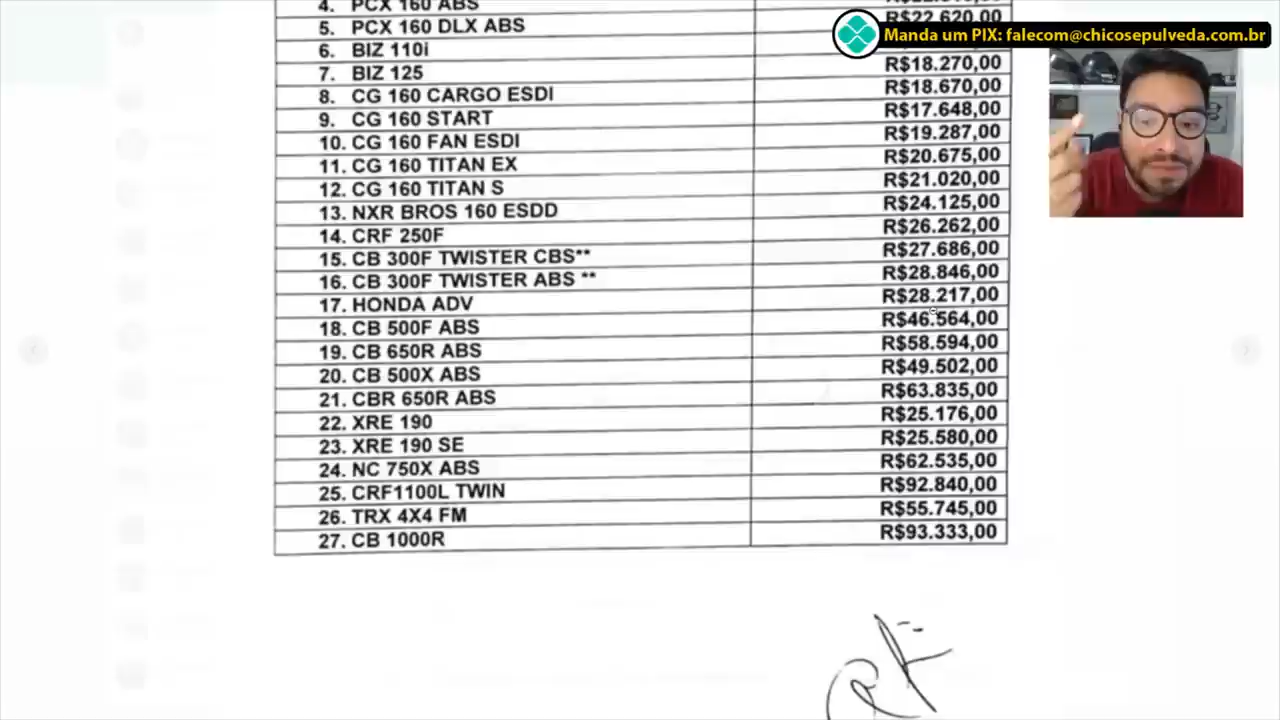 4. PCX 160 ABS
5. PCX 160 DLX ABS R$22.620,00
Manda um PIX: falecom@chicosepulveda.com.br
6. BIZ 110i
7. BIZ 125 R$18.270,00
8. CG 160 CARGO ESDI R$18.670,00
9. CG 160 START R$17.648,00
10. CG 160 FAN ESDI R$19.287,00
11. CG 160 TITAN EX R$20.675,00
12. CG 160 TITAN S R$21.020,00
13. NXR BROS 160 ESDD R$24.125,00
14. CRF 250F R$26.262,00
15. CB 300F TWISTER CBS** R$27.686,00
16. CB 300F TWISTER ABS ** R$28.846,00
17. HONDA ADV R$28.217,00
18. CB 500F ABS R$46.564,00
19. CB 650R ABS R$58.594,00
20. CB 500X ABS R$49.502,00
21. CBR 650R ABS R$63.835,00
22. XRE 190 R$25.176,00
23. XRE 190 SE R$25.580,00
24. NC 750X ABS R$62.535,00
25. CRF1100L TWIN R$92.840,00
26. TRX 4X4 FM R$55.745,00
27. CB 1000R R$93.333,00